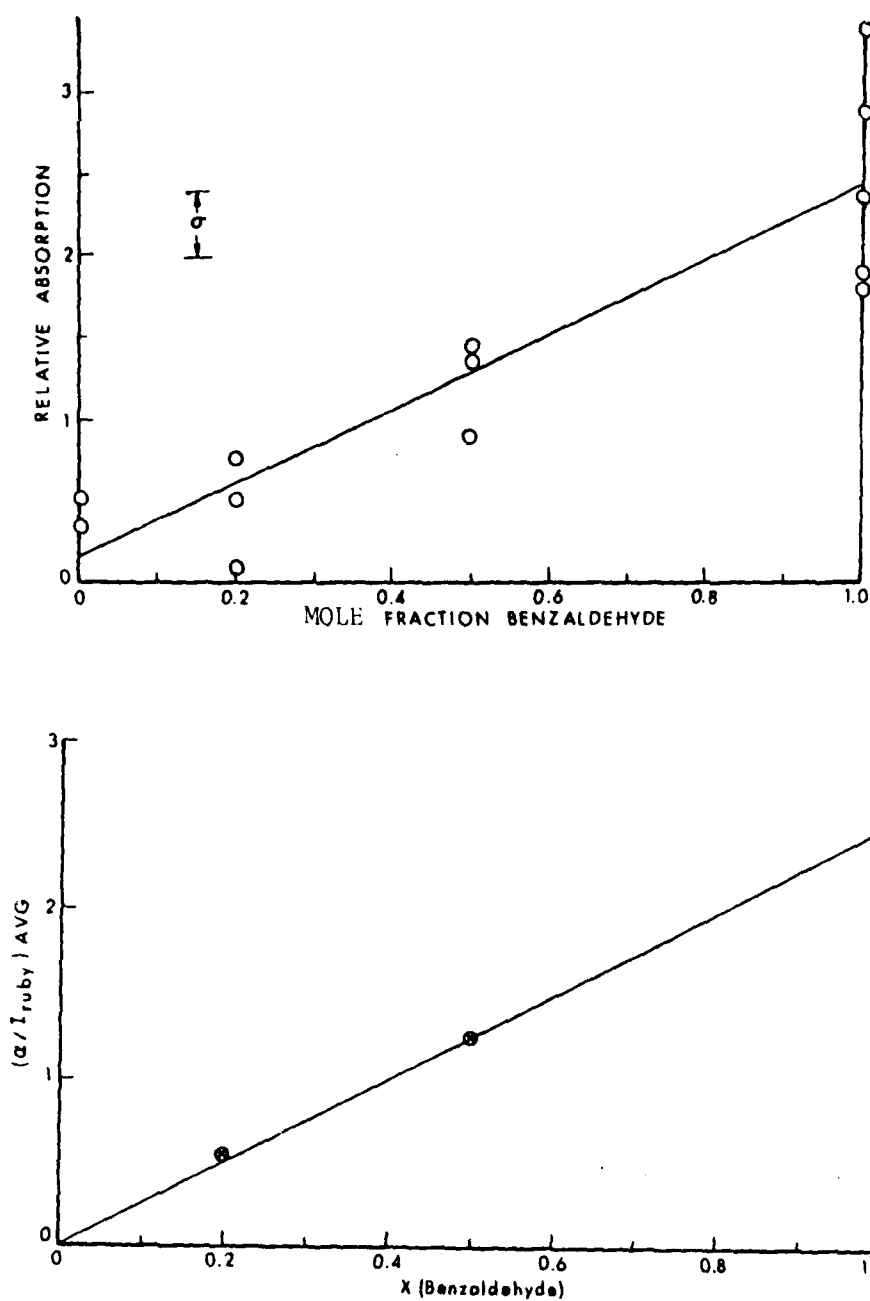 3
2
1
0
RELATIVE ABSORPTION
σ
0 0.2 0.4 0.6 0.8 1.0
MOLE FRACTION BENZALDEHYDE
3
2
1
0
(α/I ruby) AVG
0 0.2 0.4 0.6 0.8 1
X (Benzaldehyde)